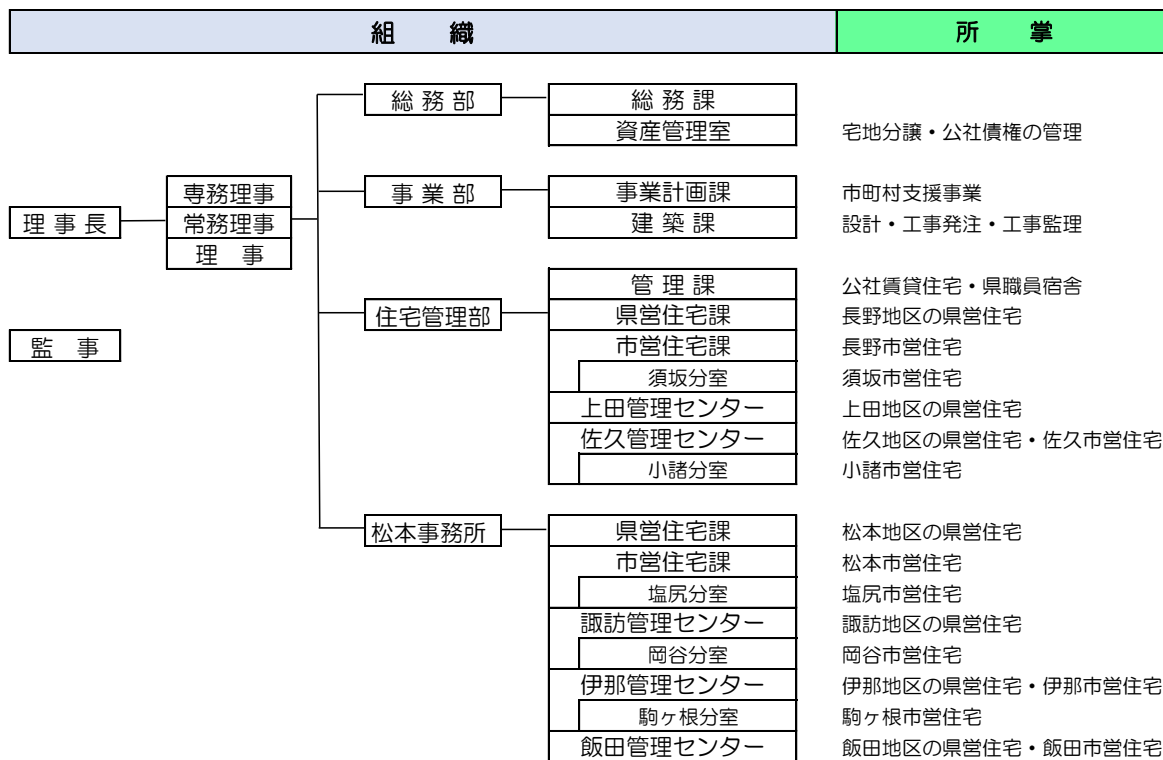 組 織 所 掌
総 務 部 総 務 課
資産管理室 宅地分譲・公社債権の管理
専務理事 事 業 部 事業計画課 市町村支援事業
理 事 長 常務理事 建 築 課 設計・工事発注・工事監理
理 事
管 理 課 公社賃貸住宅・県職員宿舎
住宅管理部 県営住宅課 長野地区の県営住宅
監 事 市営住宅課 長野市営住宅
須坂分室 須坂市営住宅
上田管理センター 上田地区の県営住宅
佐久管理センター 佐久地区の県営住宅・佐久市営住宅
小諸分室 小諸市営住宅
松本事務所 県営住宅課 松本地区の県営住宅
市営住宅課 松本市営住宅
塩尻分室 塩尻市営住宅
諏訪管理センター 諏訪地区の県営住宅
岡谷分室 岡谷市営住宅
伊那管理センター 伊那地区の県営住宅・伊那市営住宅
駒ヶ根分室 駒ヶ根市営住宅
飯田管理センター 飯田地区の県営住宅・飯田市営住宅